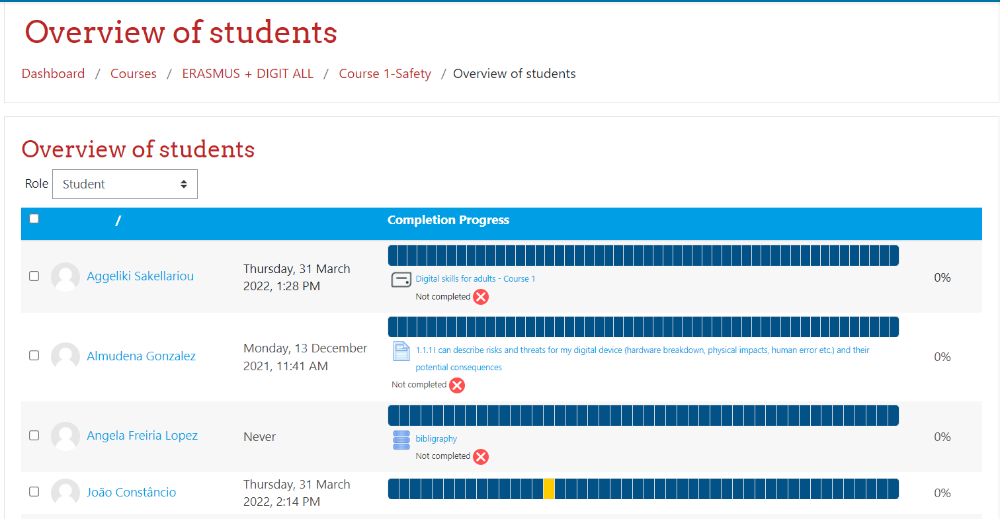 Overview of students
Dashboard / Courses / ERASMUS + DIGIT ALL / Course 1-Safety / Overview of students
Overview of students
Role Student
/ Completion Progress
Aggeliki Sakellariou
Thursday, 31 March
2022, 1:28 PM
Digital skills for adults - Course 1
Not completed
0%
Almudena Gonzalez
Monday, 13 December
2021, 11:41 AM
1.1.1I can describe risks and threats for my digital device (hardware breakdown, physical impacts, human error etc.) and their
potential consequences
Not completed
0%
Angela Freiria Lopez
Never
bibligraphy
Not completed
0%
João Constâncio
Thursday, 31 March
2022, 2:14 PM
0%